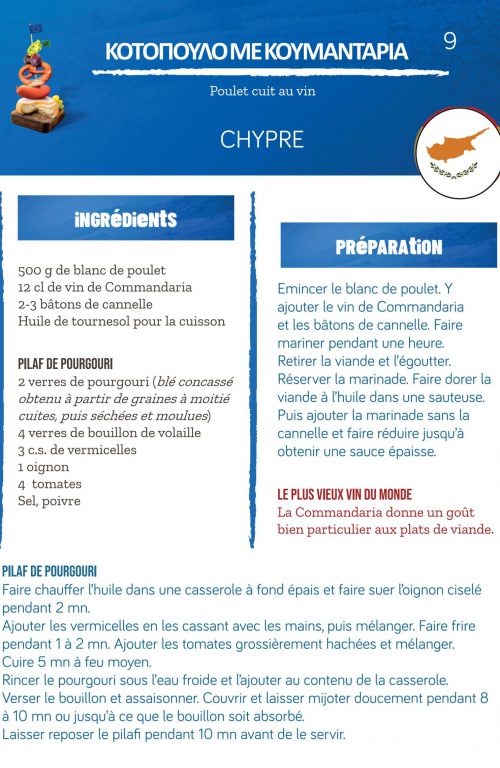 ΚΟΤΟΠΟΥΛΟ ΜΕ ΚΟΥΜΑΝΤΑΡΙΑ
9
Poulet cuit au vin
CHYPRE
INGRÉDIENTS
500 g de blanc de poulet
12 cl de vin de Commandaria
2-3 bâtons de cannelle
Huile de tournesol pour la cuisson
PILAF DE POURGOURI
2 verres de pourgouri (blé concassé
obtenu à partir de graines à moitié
cuites, puis séchées et moulues)
4 verres de bouillon de volaille
3 c.s. de vermicelles
1 oignon
4 tomates
Sel, poivre
PRÉPARATION
Emincer le blanc de poulet. Y
ajouter le vin de Commandaria
et les bâtons de cannelle. Faire
mariner pendant une heure.
Retirer la viande et l'égoutter.
Réserver la marinade. Faire dorer la
viande à l'huile dans une sauteuse.
Puis ajouter la marinade sans la
cannelle et faire réduire jusqu'à
obtenir une sauce épaisse.
LE PLUS VIEUX VIN DU MONDE
La Commandaria donne un goût
bien particulier aux plats de viande.
PILAF DE POURGOURI
Faire chauffer l'huile dans une casserole à fond épais et faire suer l'oignon ciselé
pendant 2 mn.
Ajouter les vermicelles en les cassant avec les mains, puis mélanger. Faire frire
pendant 1 à 2 mn. Ajouter les tomates grossièrement hachées et mélanger.
Cuire 5 mn à feu moyen.
Rincer le pourgouri sous l'eau froide et l'ajouter au contenu de la casserole.
Verser le bouillon et assaisonner. Couvrir et laisser mijoter doucement pendant 8
à 10 mn ou jusqu'à ce que le bouillon soit absorbé.
Laisser reposer le pilafi pendant 10 mn avant de le servir.